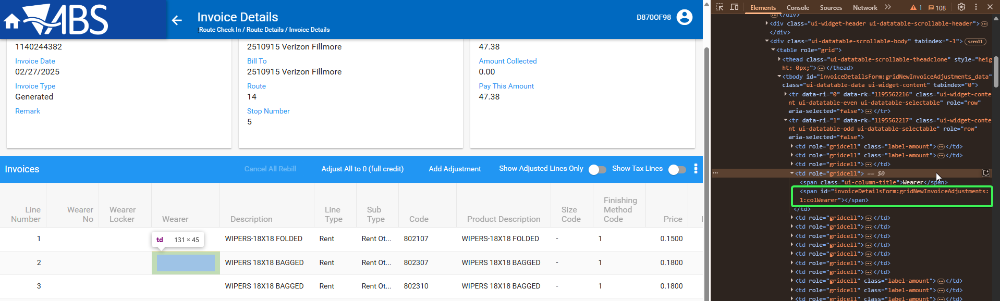 ABS
Invoice Details
Route Check In / Route Details / Invoice Details
D870OF98
1140244382
Invoice Date
02/27/2025
Invoice Type
Generated
Remark
2510915 Verizon Fillmore
Bill To
2510915 Verizon Fillmore
Route
14
Stop Number
5
47.38
Amount Collected
0.00
Pay This Amount
47.38
Invoices
Cancel All Rebill
Adjust All to 0 (full credit)
Add Adjustment
Show Adjusted Lines Only
Show Tax Lines
Line Number
Wearer No
Wearer Locker
Wearer
Description
Line Type
Sub Type
Code
Product Description
Size Code
Finishing Method Code
Price
1 WIPERS-18X18 FOLDED Rent Rent Ot... 802107 WIPERS-18X18 FOLDED - 1 0.1500
td 131 × 45
2 WIPERS 18X18 BAGGED Rent Rent Ot... 802307 WIPERS 18X18 BAGGED - 1 0.1800
3 WIPERS 18X18 BAGGED Rent Rent Ot... 802310 WIPERS 18X18 BAGGED - 1 0.1800
Elements Console Sources Network 1 108
</div>
<div class="ui-widget-header ui-datatable-scrollable-header">
</div>
<div class="ui-datatable-scrollable-body" tabindex="-1"> scroll
<table role="grid">
<thead class="ui-datatable-scrollable-theadclone" style="heig
ht: 0px;">…</thead>
<tbody id="invoiceDetailsForm:gridNewInvoiceAdjustments_data"
class="ui-datatable-data ui-widget-content" tabindex="0">
<tr data-ri="0" data-rk="1195562216" class="ui-widget-conte
nt ui-datatable-even ui-datatable-selectable" role="row"
aria-selected="false">…</tr>
<tr data-ri="1" data-rk="1195562217" class="ui-widget-conte
nt ui-datatable-odd ui-datatable-selectable" role="row"
aria-selected="false">
<td role="gridcell" class="label-amount">…</td>
<td role="gridcell" class="label-amount">…</td>
<td role="gridcell">…</td>
<td role="gridcell"> == $0
<span class="ui-column-title">Wearer</span>
<span id="invoiceDetailsForm:gridNewInvoiceAdjustments:
1:colWearer"></span>
</td>
<td role="gridcell">…</td>
<td role="gridcell">…</td>
<td role="gridcell">…</td>
<td role="gridcell">…</td>
<td role="gridcell">…</td>
<td role="gridcell">…</td>
<td role="gridcell">…</td>
<td role="gridcell" class="label-amount">…</td>
<td role="gridcell" class="label-amount">…</td>
<td role="gridcell" class="label-amount">…</td>